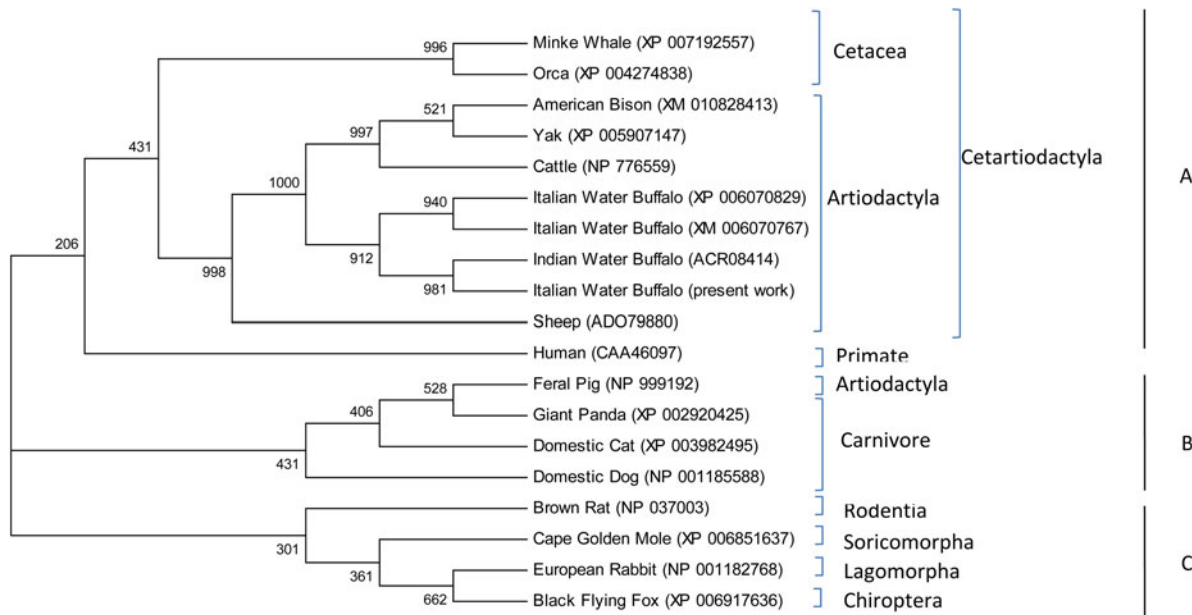 996
Minke Whale (XP 007192557)
Orca (XP 004274838)
Cetacea
521
American Bison (XM 010828413)
997
Yak (XP 005907147)
431
Cattle (NP 776559)
Cetartiodactyla
A
1000
940
Italian Water Buffalo (XP 006070829)
Artiodactyla
Italian Water Buffalo (XM 006070767)
206
912
Indian Water Buffalo (ACR08414)
998
981
Italian Water Buffalo (present work)
Sheep (ADO79880)
Human (CAA46097)
Primate
528
Feral Pig (NP 999192)
Artiodactyla
406
Giant Panda (XP 002920425)
Carnivore
B
Domestic Cat (XP 003982495)
431
Domestic Dog (NP 001185588)
Brown Rat (NP 037003)
Rodentia
301
Cape Golden Mole (XP 006851637)
Soricomorpha
361
European Rabbit (NP 001182768)
Lagomorpha
C
662
Black Flying Fox (XP 006917636)
Chiroptera